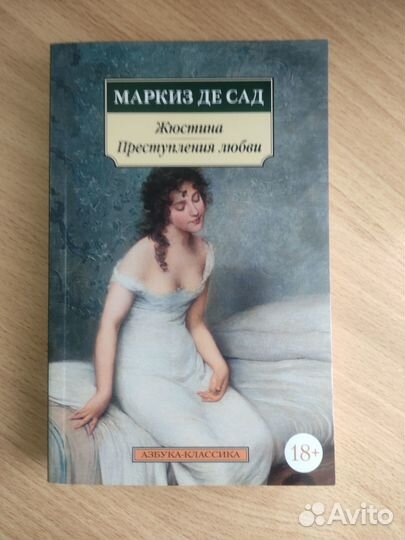 МАРКИЗ ДЕ САД
Жюстина
Преступления любви
АЗБУКА-КЛАССИКА
18+
Avito